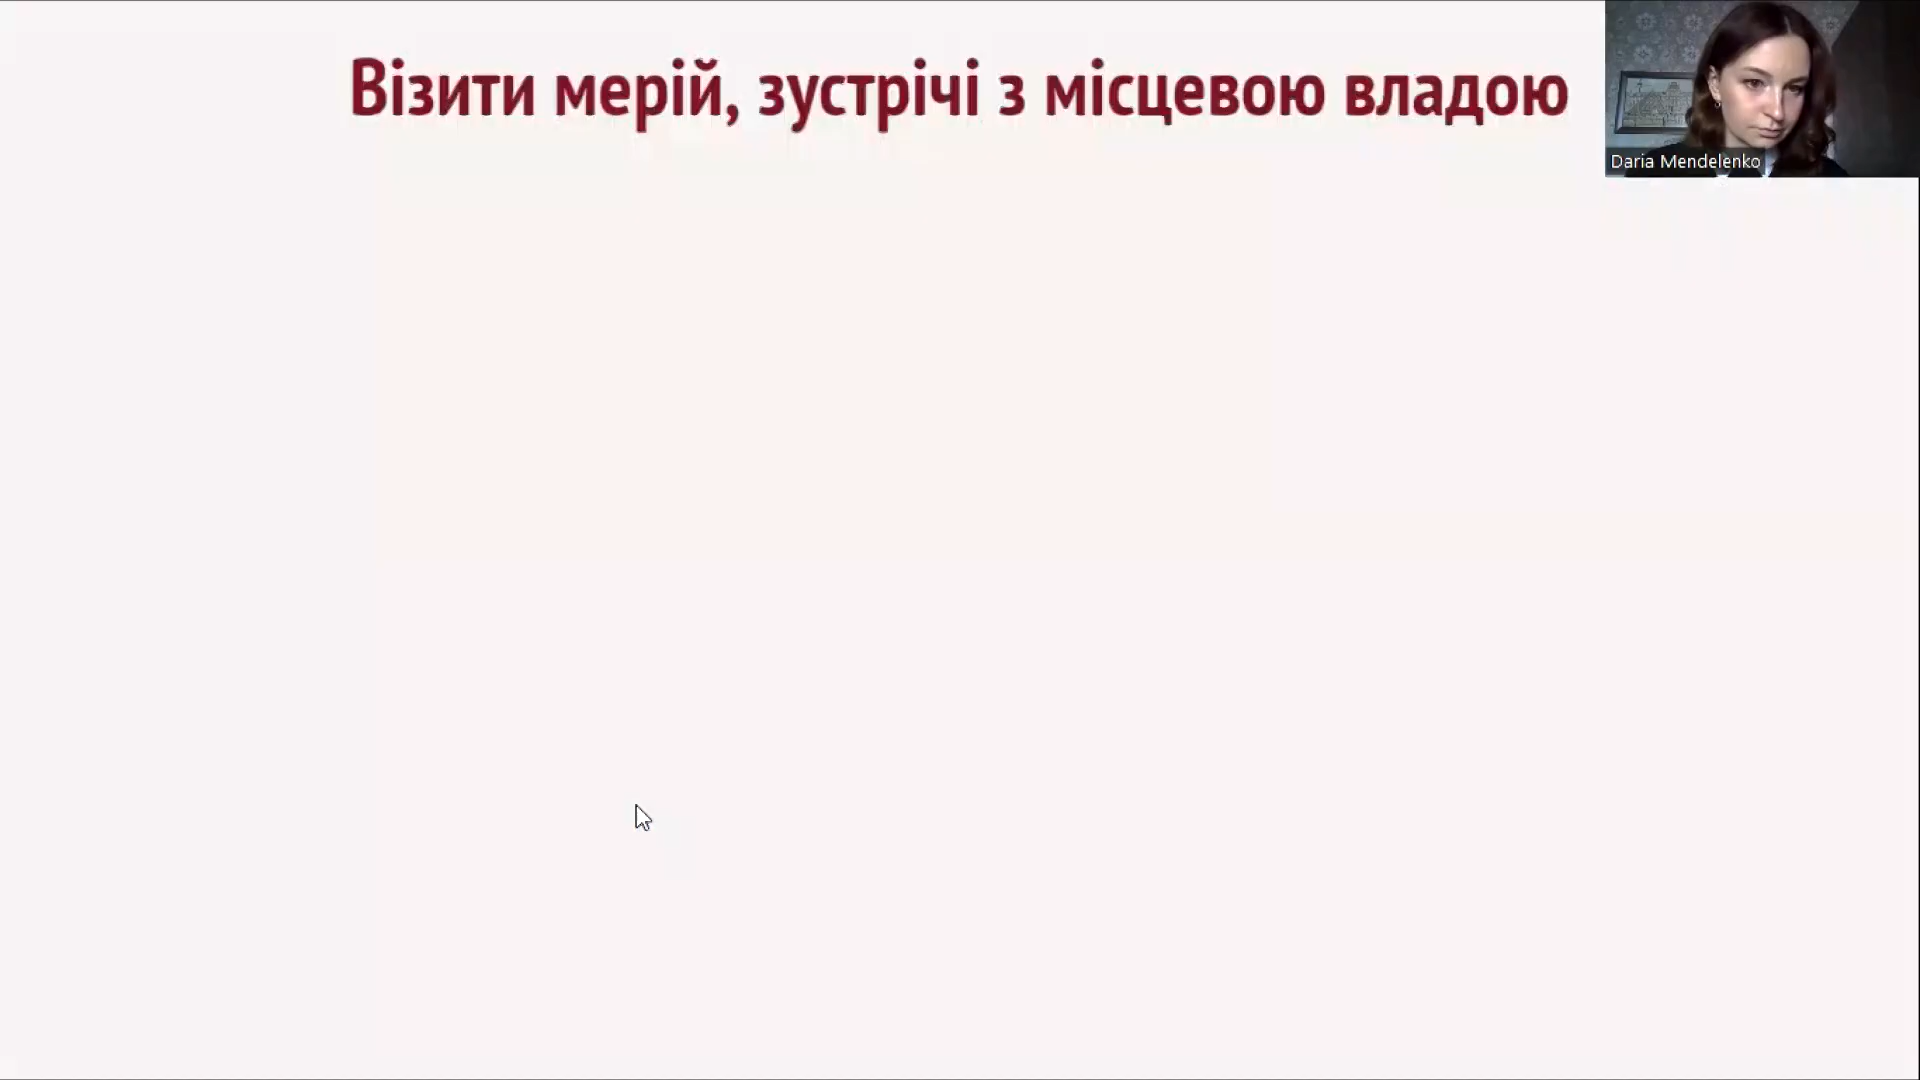 Візити мерій, зустрічі з місцевою владою
Daria Mendelenko